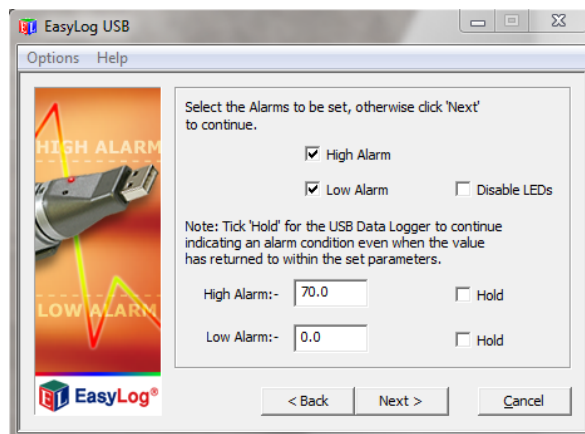 EasyLog USB
Options Help
HIGH ALARM
LOW ALARM
EasyLog®
Select the Alarms to be set, otherwise click 'Next'
to continue.
High Alarm
Low Alarm Disable LEDs
Note: Tick 'Hold' for the USB Data Logger to continue
indicating an alarm condition even when the value
has returned to within the set parameters.
High Alarm:- 70.0 Hold
Low Alarm:- 0.0 Hold
< Back Next > Cancel